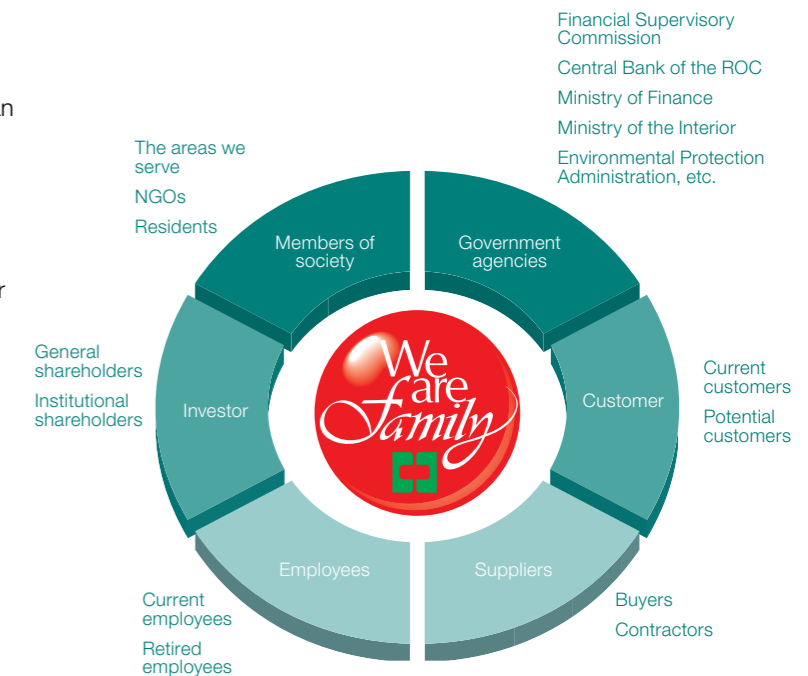 Financial Supervisory
Commission
Central Bank of the ROC
Ministry of Finance
Ministry of the Interior
Environmental Protection
Administration, etc.
an
The areas we
serve
NGOs
Residents
Members of
society
Government
agencies
r
General
shareholders
Institutional
shareholders
Investor
We
are
Family
Customer
Current
customers
Potential
customers
Employees
Suppliers
Current
employees
Retired
employees
Buyers
Contractors